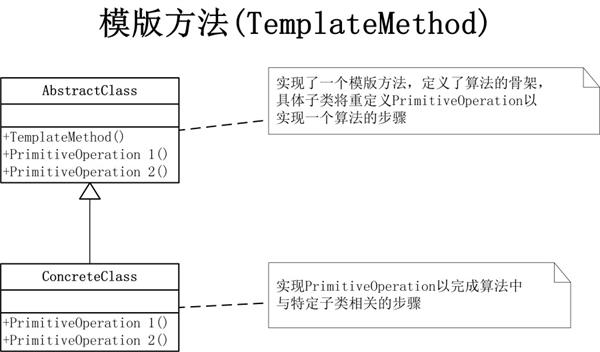 模版方法(TemplateMethod)
AbstractClass
+TemplateMethod()
+PrimitiveOperation 1()
+PrimitiveOperation 2()
实现了一个模版方法，定义了算法的骨架，
具体子类将重定义PrimitiveOperation以
实现一个算法的步骤
ConcreteClass
+PrimitiveOperation 1()
+PrimitiveOperation 2()
实现PrimitiveOperation以完成算法中
与特定子类相关的步骤